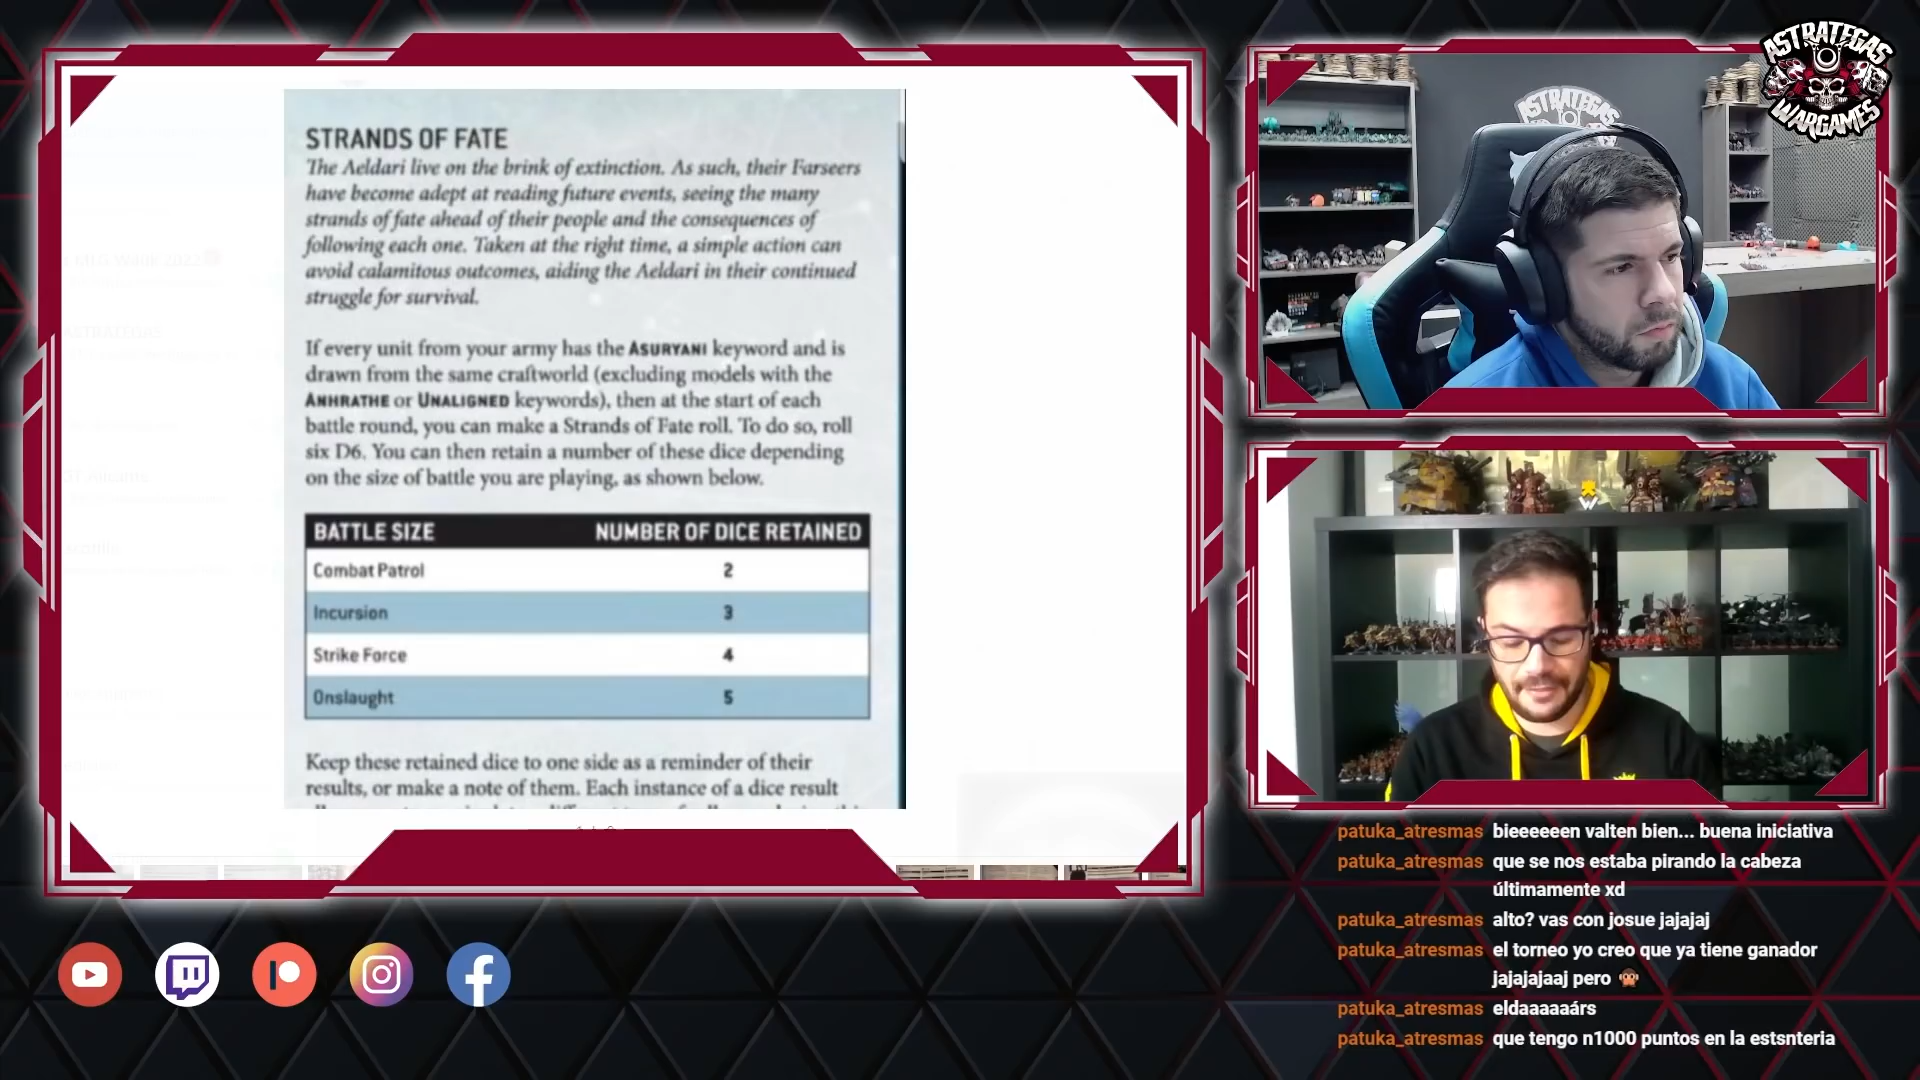 STRANDS OF FATE
The Aeldari live on the brink of extinction. As such, their Farseers
have become adept at reading future events, seeing the many
strands of fate ahead of their people and the consequences of
following each one. Taken at the right time, a simple action can
avoid calamitous outcomes, aiding the Aeldari in their continued
struggle for survival.
If every unit from your army has the ASURYANI keyword and is
drawn from the same craftworld (excluding models with the
ANHRATHE or UNALIGNED keywords), then at the start of each
battle round, you can make a Strands of Fate roll. To do so, roll
six D6. You can then retain a number of these dice depending
on the size of battle you are playing, as shown below.
BATTLE SIZE NUMBER OF DICE RETAINED
Combat Patrol 2
Incursion 3
Strike Force 4
Onslaught 5
Keep these retained dice to one side as a reminder of their
results, or make a note of them. Each instance of a dice result
ASTRATEGAS
WARGAMES
ASTRATEGAS
patuka_atresmas bieeeeeen valten bien... buena iniciativa
patuka_atresmas que se nos estaba pirando la cabeza
últimamente xd
patuka_atresmas alto? vas con josue jajajaj
patuka_atresmas el torneo yo creo que ya tiene ganador
jajajajaaj pero 🙊
patuka_atresmas eldaaaaaárs
patuka_atresmas que tengo n1000 puntos en la estsnteria